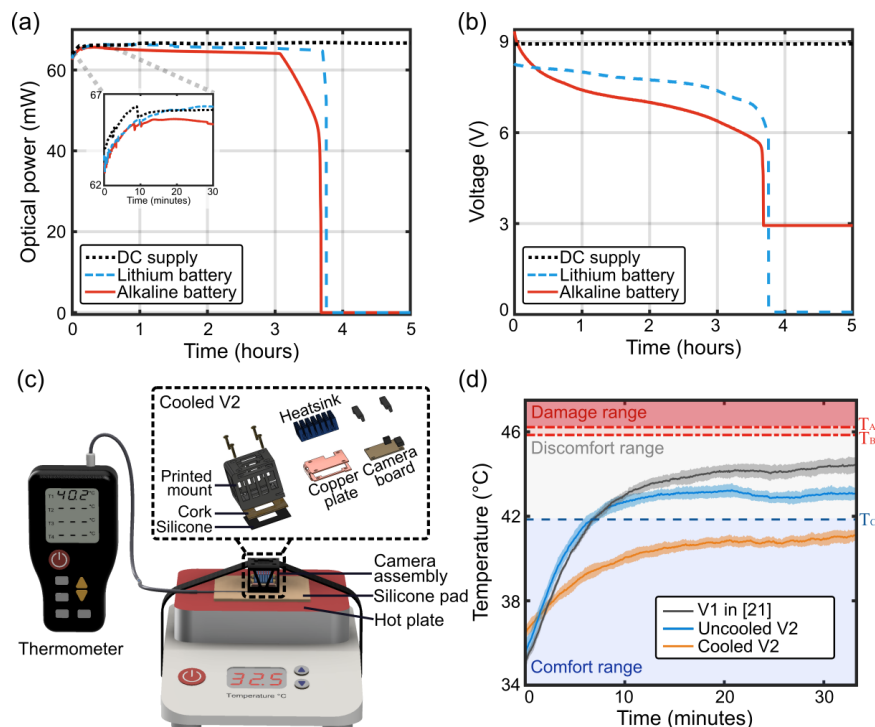 (a)
Optical power (mW)
60
40
20
0
67
62
0
10
20
30
Time (minutes)
DC supply
Lithium battery
Alkaline battery
0
1
2
3
4
5
Time (hours)
(b)
Voltage (V)
9
6
3
0
DC supply
Lithium battery
Alkaline battery
0
1
2
3
4
5
Time (hours)
(c)
Cooled V2
Heatsink
Printed mount
Cork
Silicone
Copper plate
Camera board
T1 40.2 °C
T2 - - - - °C
T3 - - - - °C
T4 - - - - °C
Thermometer
Camera assembly
Silicone pad
Hot plate
32.5
Temperature °C
(d)
Temperature (°C)
46
42
38
34
Damage range
Discomfort range
Comfort range
TA
TB
TC
V1 in [21]
Uncooled V2
Cooled V2
0
10
20
30
Time (minutes)